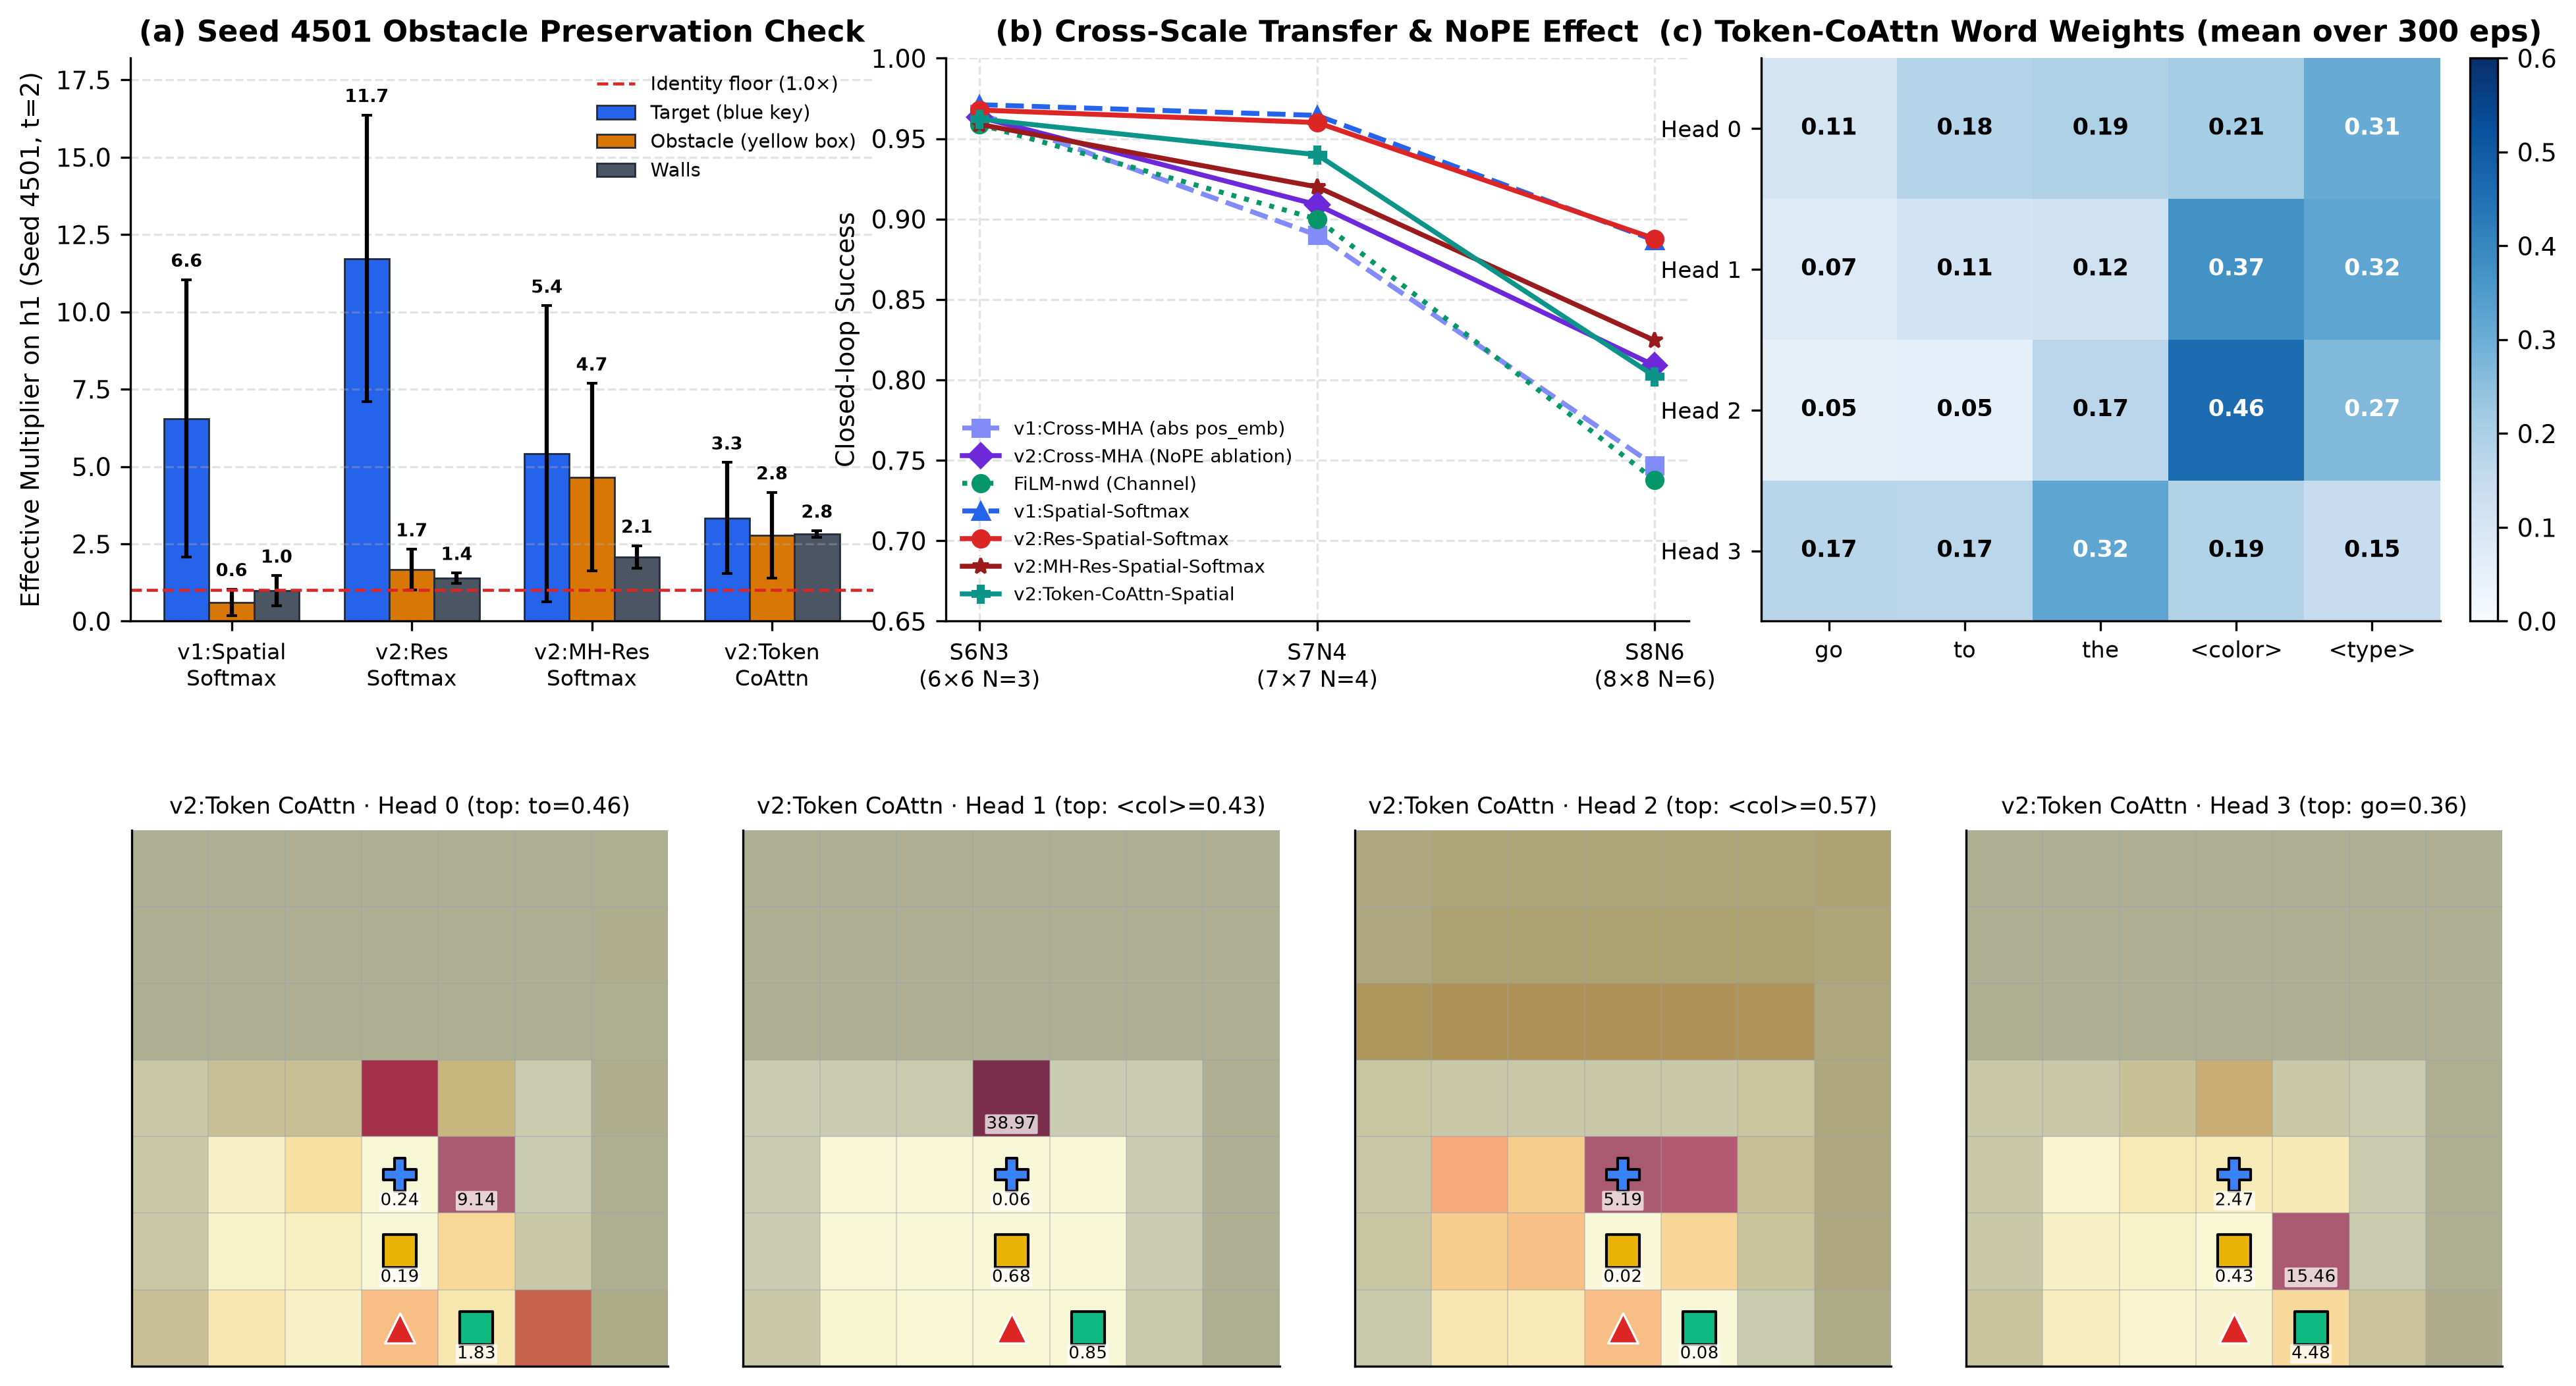 (a) Seed 4501 Obstacle Preservation Check
Effective Multiplier on h1 (Seed 4501, t=2)
17.5
15.0
12.5
10.0
7.5
5.0
2.5
0.0
Identity floor (1.0×)
Target (blue key)
Obstacle (yellow box)
Walls
6.6
0.6
1.0
11.7
1.7
1.4
5.4
4.7
2.1
3.3
2.8
2.8
v1:Spatial
Softmax
v2:Res
Softmax
v2:MH-Res
Softmax
v2:Token
CoAttn
(b) Cross-Scale Transfer & NoPE Effect
Closed-loop Success
1.00
0.95
0.90
0.85
0.80
0.75
0.70
0.65
v1:Cross-MHA (abs pos_emb)
v2:Cross-MHA (NoPE ablation)
FiLM-nwd (Channel)
v1:Spatial-Softmax
v2:Res-Spatial-Softmax
v2:MH-Res-Spatial-Softmax
v2:Token-CoAttn-Spatial
S6N3
(6×6 N=3)
S7N4
(7×7 N=4)
S8N6
(8×8 N=6)
(c) Token-CoAttn Word Weights (mean over 300 eps)
Head 0
0.11 0.18 0.19 0.21 0.31
Head 1
0.07 0.11 0.12 0.37 0.32
Head 2
0.05 0.05 0.17 0.46 0.27
Head 3
0.17 0.17 0.32 0.19 0.15
go to the <color> <type>
0.6
0.5
0.4
0.3
0.2
0.1
0.0
v2:Token CoAttn · Head 0 (top: to=0.46)
0.24
9.14
0.19
1.83
v2:Token CoAttn · Head 1 (top: <col>=0.43)
38.97
0.06
0.68
0.85
v2:Token CoAttn · Head 2 (top: <col>=0.57)
5.19
0.02
0.08
v2:Token CoAttn · Head 3 (top: go=0.36)
2.47
0.43
15.46
4.48